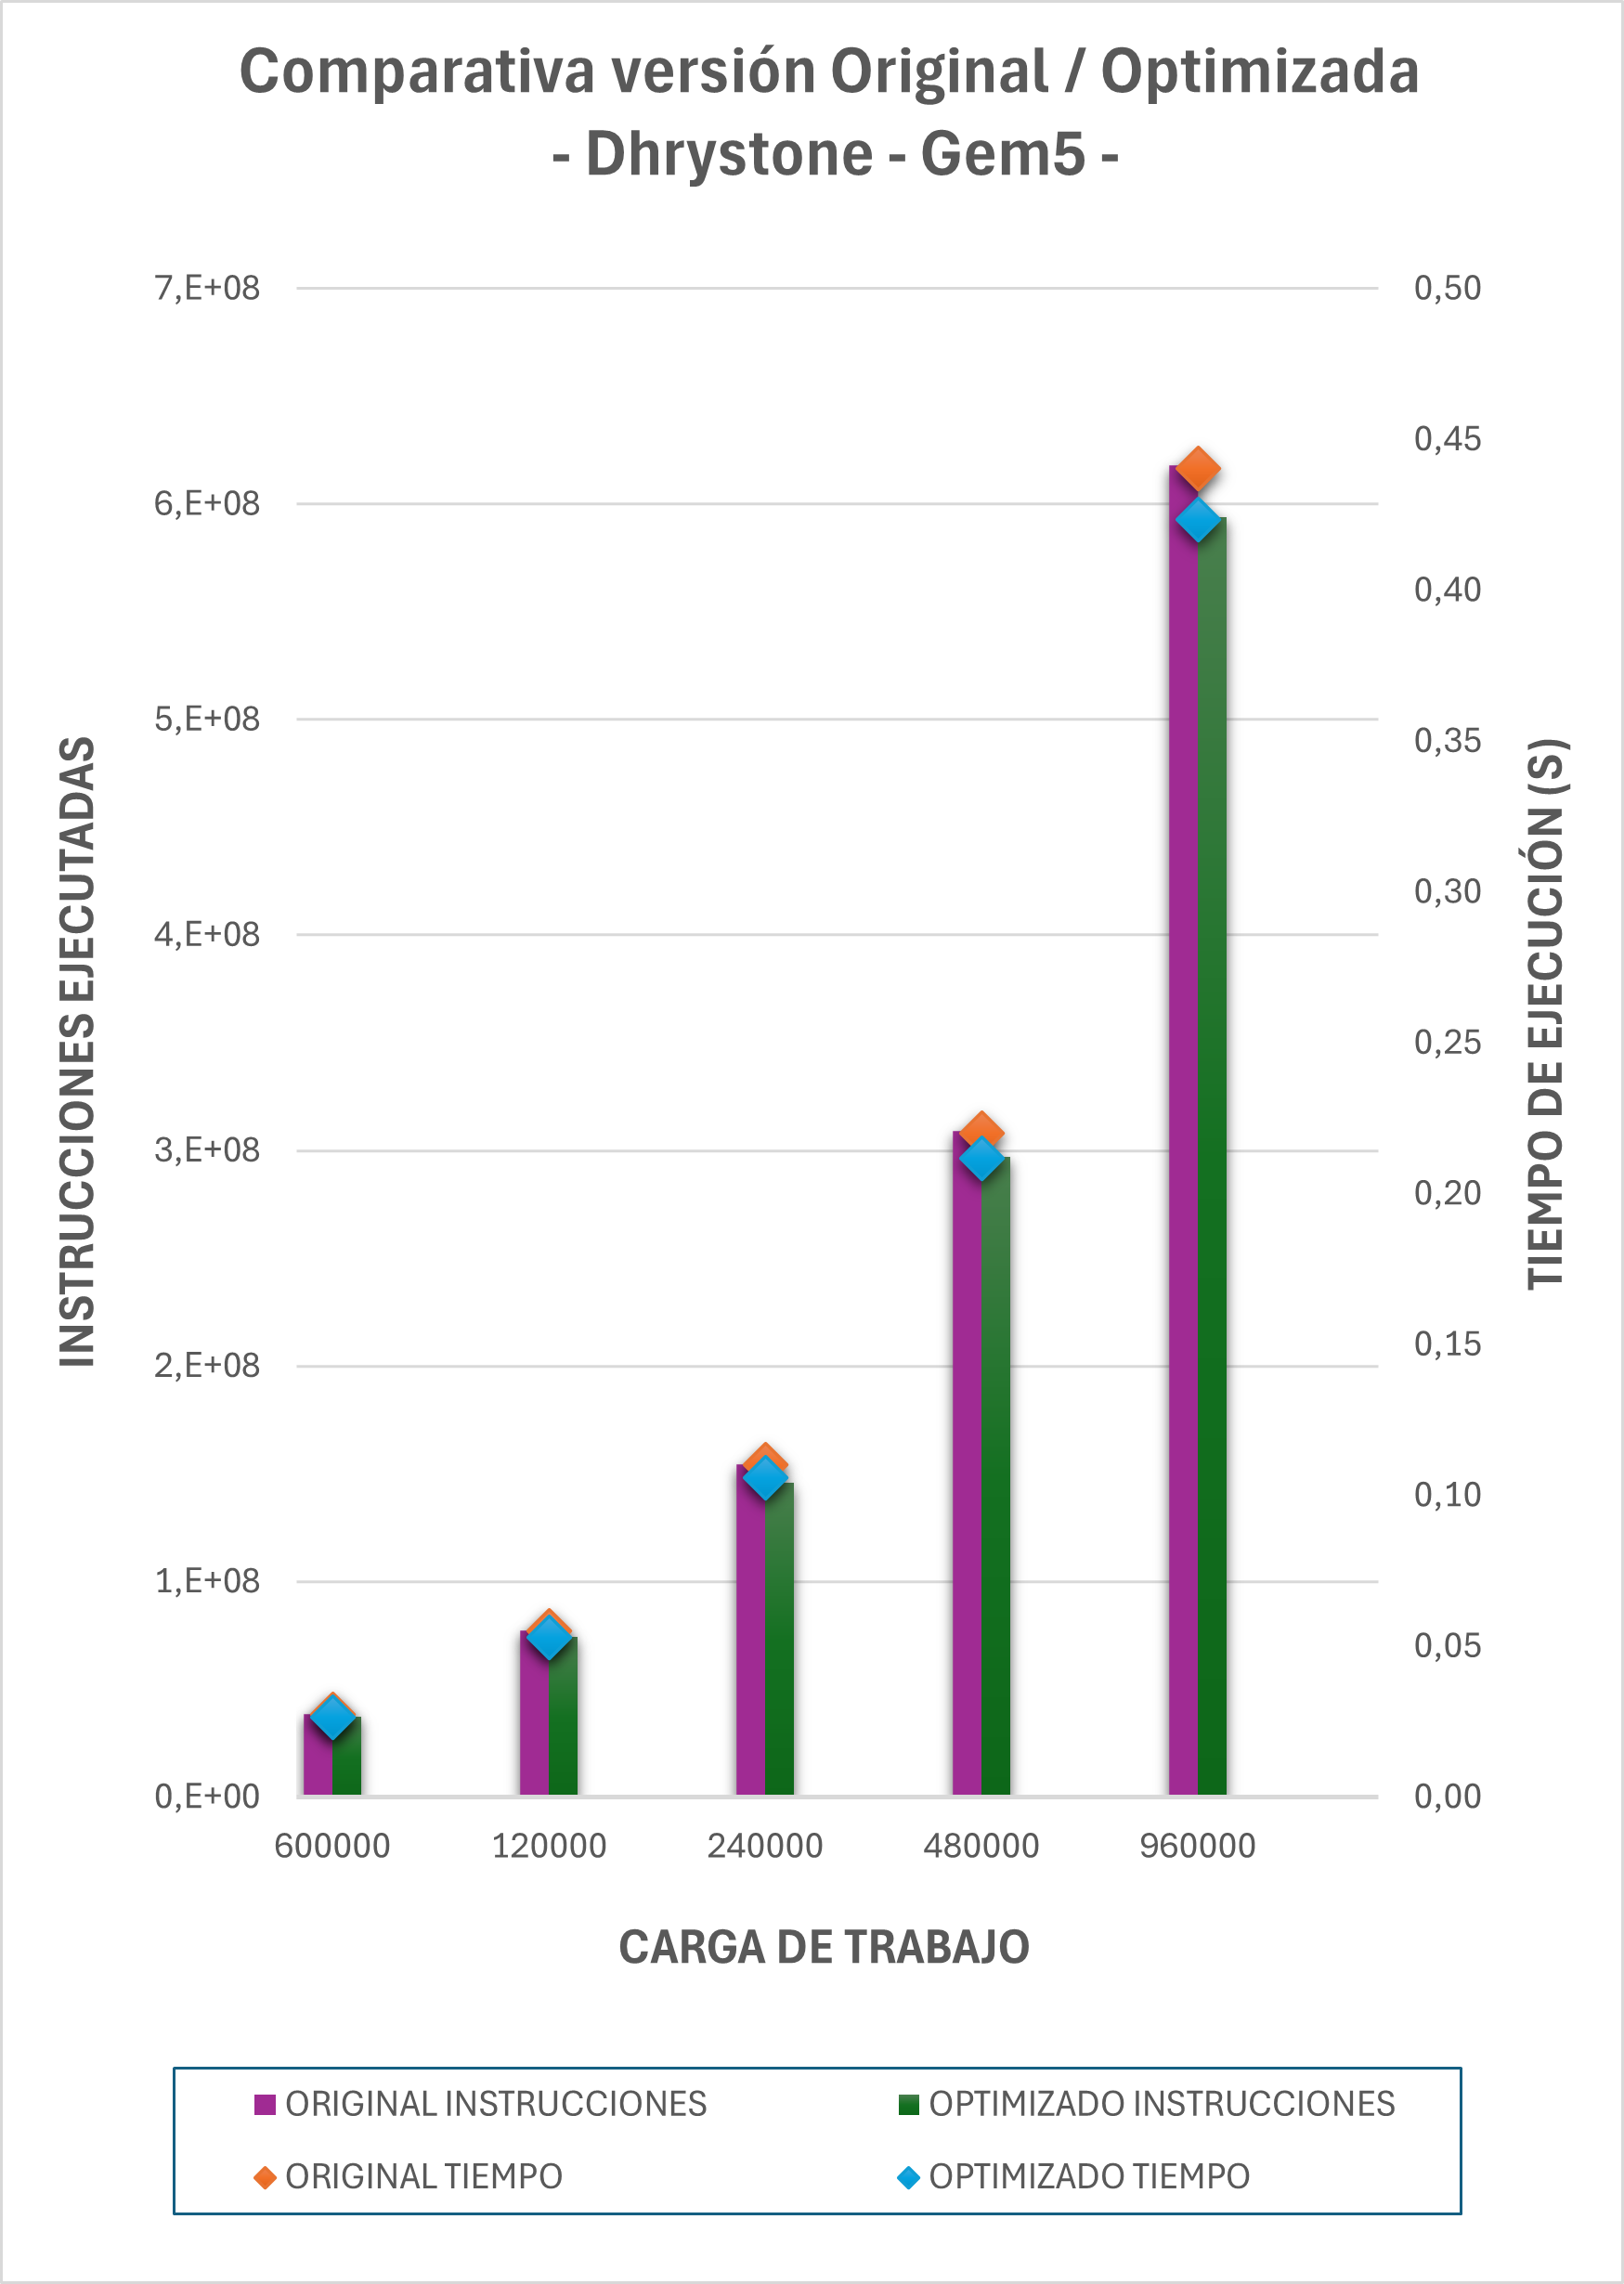 Comparativa versión Original / Optimizada
- Dhrystone - Gem5 -
7,E+08
6,E+08
5,E+08
4,E+08
3,E+08
2,E+08
1,E+08
0,E+00
INSTRUCCIONES EJECUTADAS
0,50
0,45
0,40
0,35
0,30
0,25
0,20
0,15
0,10
0,05
0,00
TIEMPO DE EJECUCIÓN (S)
600000 120000 240000 480000 960000
CARGA DE TRABAJO
ORIGINAL INSTRUCCIONES OPTIMIZADO INSTRUCCIONES
ORIGINAL TIEMPO OPTIMIZADO TIEMPO